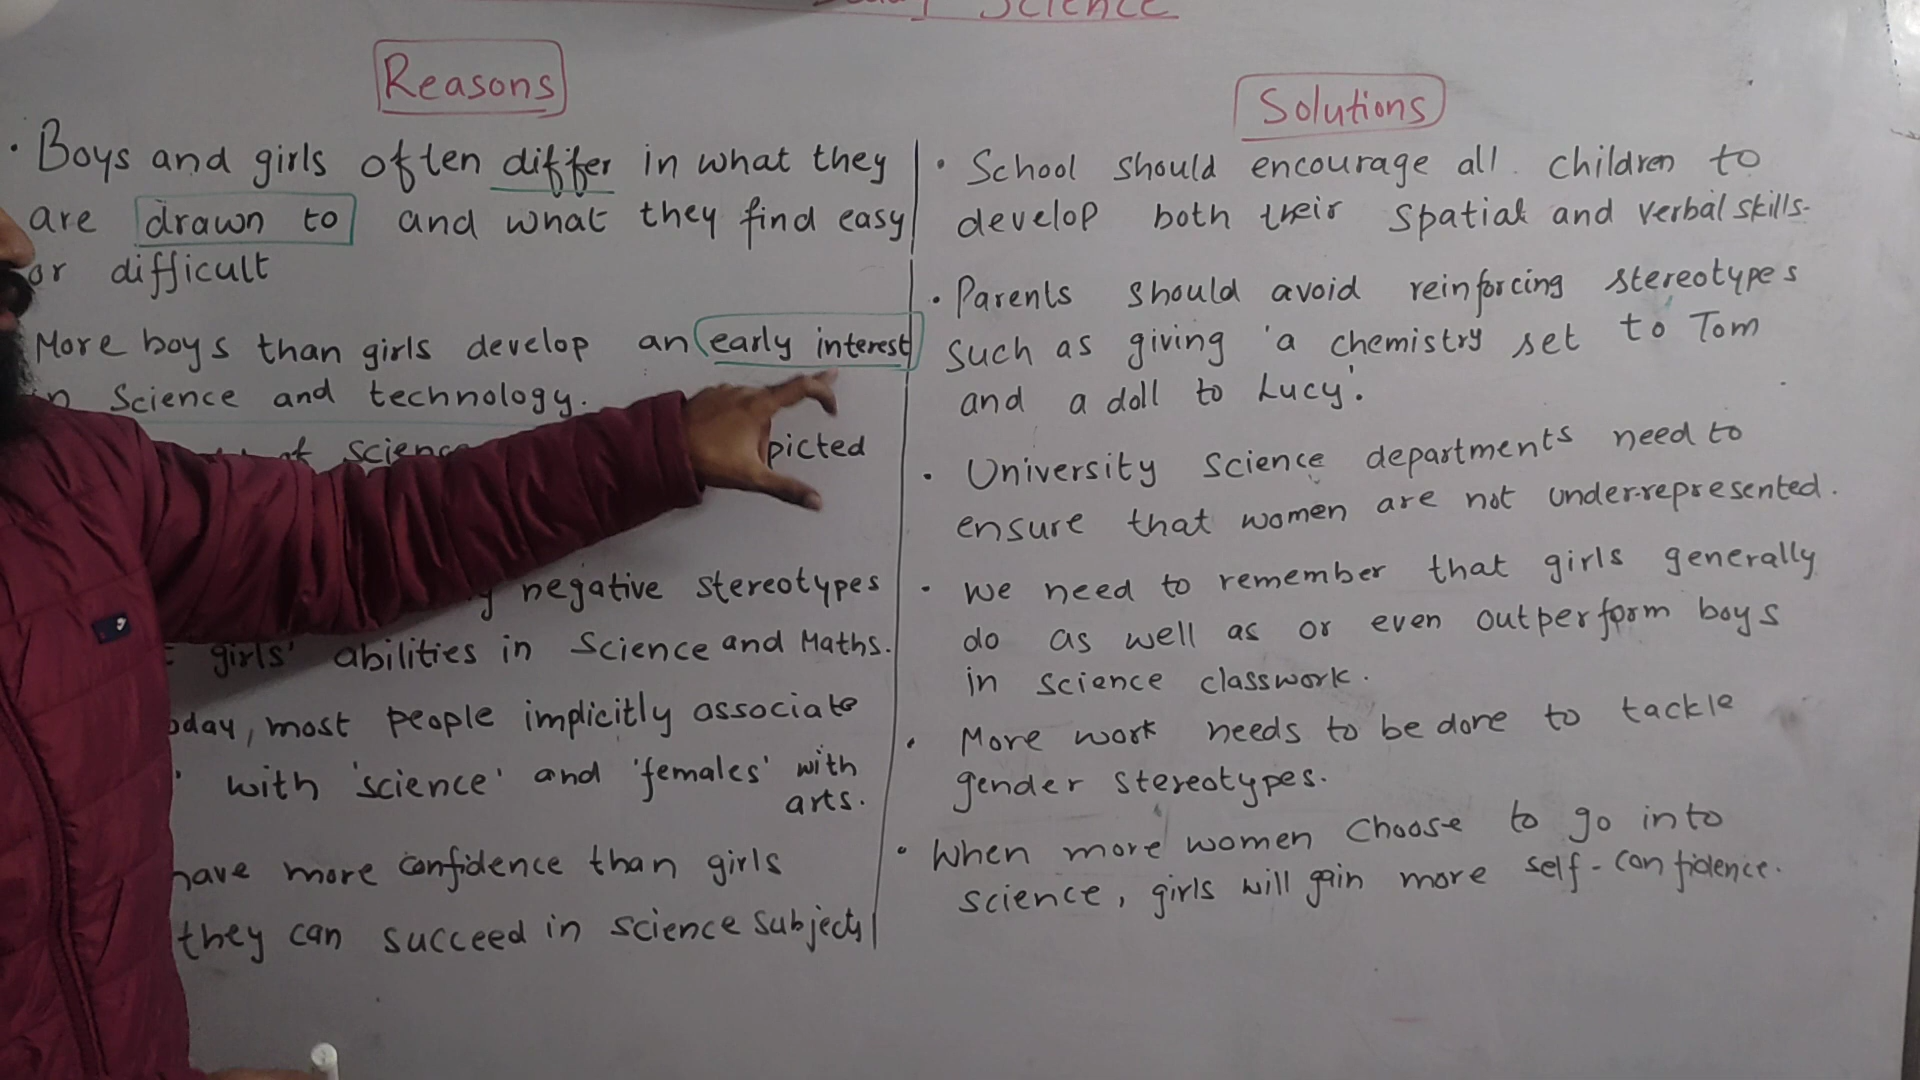 Science
Reasons
· Boys and girls often differ in what they
are drawn to and what they find easy
or difficult
More boys than girls develop an early interest
Science and technology.
picted
negative stereotypes
girls' abilities in Science and Maths.
most people implicitly associate
with 'science' and 'females' with
arts.
have more confidence than girls
they can succeed in science subjects
Solutions
· School should encourage all children to
develop both their spatial and verbal skills.
· Parents should avoid reinforcing stereotypes
such as giving 'a chemistry set to Tom
and a doll to Lucy'.
· University science departments need to
ensure that women are not under-represented.
· we need to remember that girls generally
do as well as or even outperform boys
in science classwork.
· More work needs to be done to tackle
gender stereotypes.
· When more women choose to go into
science, girls will gain more self-confidence.